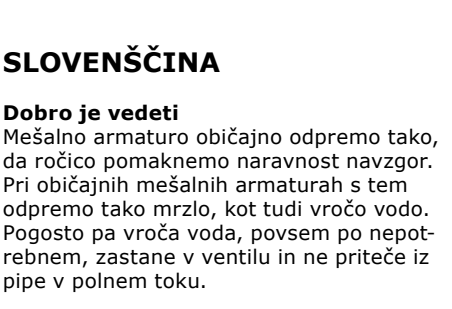 SLOVENŠČINA
Dobro je vedeti
Mešalno armaturo običajno odpremo tako,
da ročico pomaknemo naravnost navzgor.
Pri običajnih mešalnih armaturah s tem
odpremo tako mrzlo, kot tudi vročo vodo.
Pogosto pa vroča voda, povsem po nepot-
rebnem, zastane v ventilu in ne priteče iz
pipe v polnem toku.